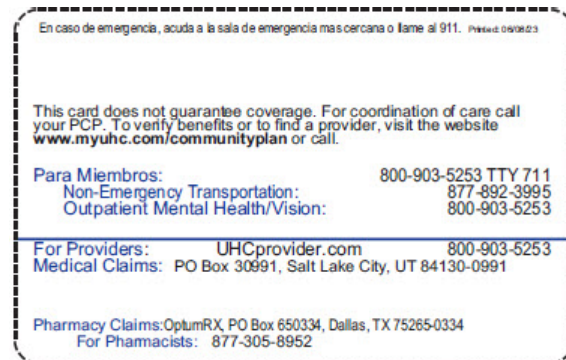 En caso de emergencia, acuda a la sala de emergencia mas cercana o llame al 911. Printed: 06/08/23
This card does not guarantee coverage. For coordination of care call
your PCP. To verify benefits or to find a provider, visit the website
www.myuhc.com/communityplan or call.
Para Miembros: 800-903-5253 TTY 711
Non-Emergency Transportation: 877-892-3995
Outpatient Mental Health/Vision: 800-903-5253
For Providers: UHCprovider.com 800-903-5253
Medical Claims: PO Box 30991, Salt Lake City, UT 84130-0991
Pharmacy Claims:OptumRX, PO Box 650334, Dallas, TX 75265-0334
For Pharmacists: 877-305-8952